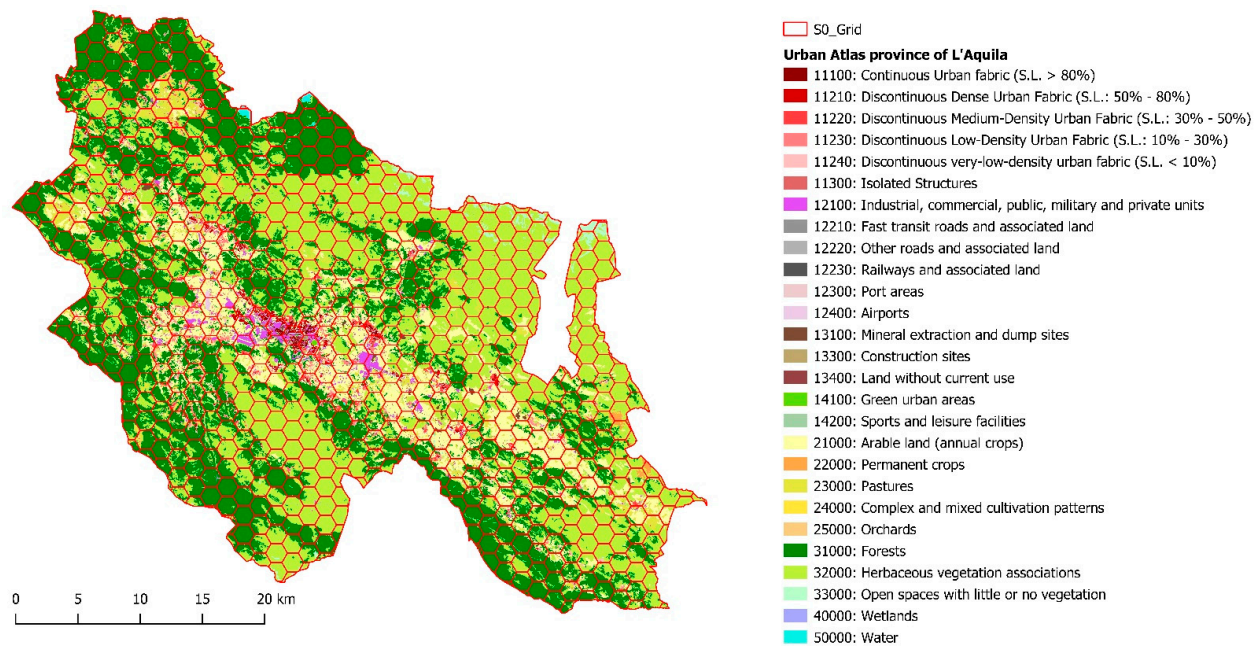 S0_Grid
Urban Atlas province of L'Aquila
11100: Continuous Urban fabric (S.L. > 80%)
11210: Discontinuous Dense Urban Fabric (S.L.: 50% - 80%)
11220: Discontinuous Medium-Density Urban Fabric (S.L.: 30% - 50%)
11230: Discontinuous Low-Density Urban Fabric (S.L.: 10% - 30%)
11240: Discontinuous very-low-density urban fabric (S.L. < 10%)
11300: Isolated Structures
12100: Industrial, commercial, public, military and private units
12210: Fast transit roads and associated land
12220: Other roads and associated land
12230: Railways and associated land
12300: Port areas
12400: Airports
13100: Mineral extraction and dump sites
13300: Construction sites
13400: Land without current use
14100: Green urban areas
14200: Sports and leisure facilities
21000: Arable land (annual crops)
22000: Permanent crops
23000: Pastures
24000: Complex and mixed cultivation patterns
25000: Orchards
31000: Forests
32000: Herbaceous vegetation associations
33000: Open spaces with little or no vegetation
40000: Wetlands
50000: Water
0 5 10 15 20 km